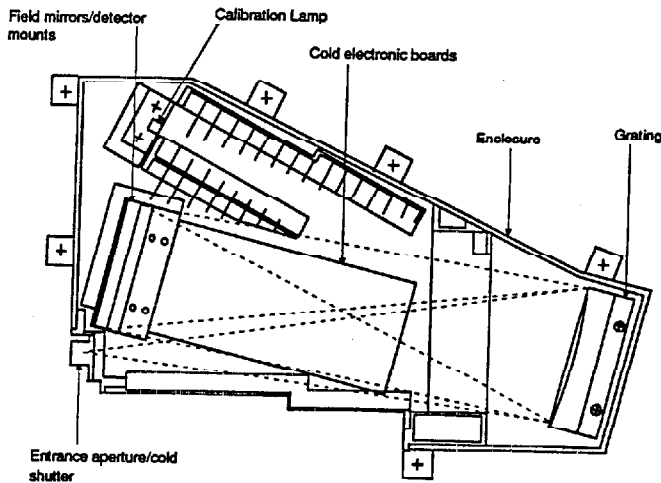 Field mirrors/detector
mounts
Calibration Lamp
Cold electronic boards
Enclosure
Grating
Entrance aperture/cold
shutter